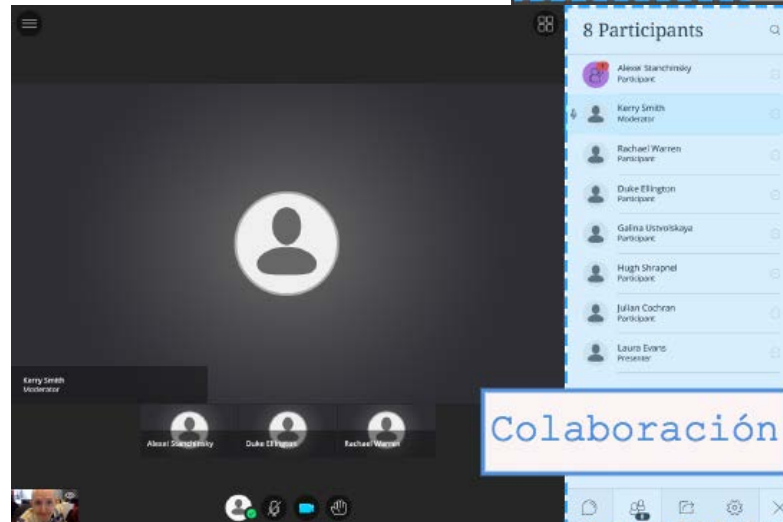 8 Participants
Alexei Stanchinsky
Participant
Kerry Smith
Moderator
Rachael Warren
Participant
Duke Ellington
Participant
Galina Ustvolskaya
Participant
Hugh Shrapnel
Participant
Julian Cochran
Participant
Laura Evans
Presenter
Kerry Smith
Moderator
Alexei Stanchinsky
Duke Ellington
Rachael Warren
Colaboración